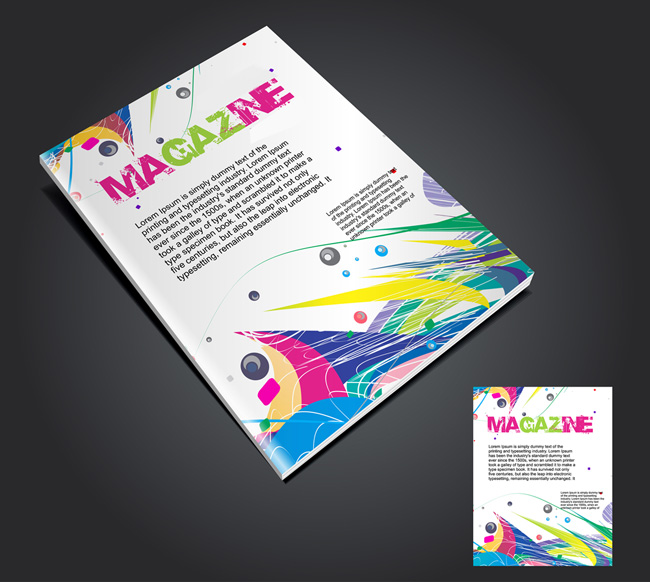 MAGAZINE
Lorem Ipsum is simply dummy text of the
printing and typesetting industry. Lorem Ipsum
has been the industry's standard dummy text
ever since the 1500s, when an unknown printer
took a galley of type and scrambled it to make a
type specimen book. It has survived not only
five centuries, but also the leap into electronic
typesetting, remaining essentially unchanged.
Lorem Ipsum is simply dummy
of the printing and typesetting
industry. Lorem Ipsum has been
industry's standard dummy text
ever since the 1500s, when an
unknown printer took a galley of
MAGAZINE
Lorem Ipsum is simply dummy text of the
printing and typesetting industry. Lorem Ipsum
has been the industry's standard dummy text
ever since the 1500s, when an unknown printer
took a galley of type and scrambled it to make a
type specimen book. It has survived not only
five centuries, but also the leap into electronic
typesetting, remaining essentially unchanged.